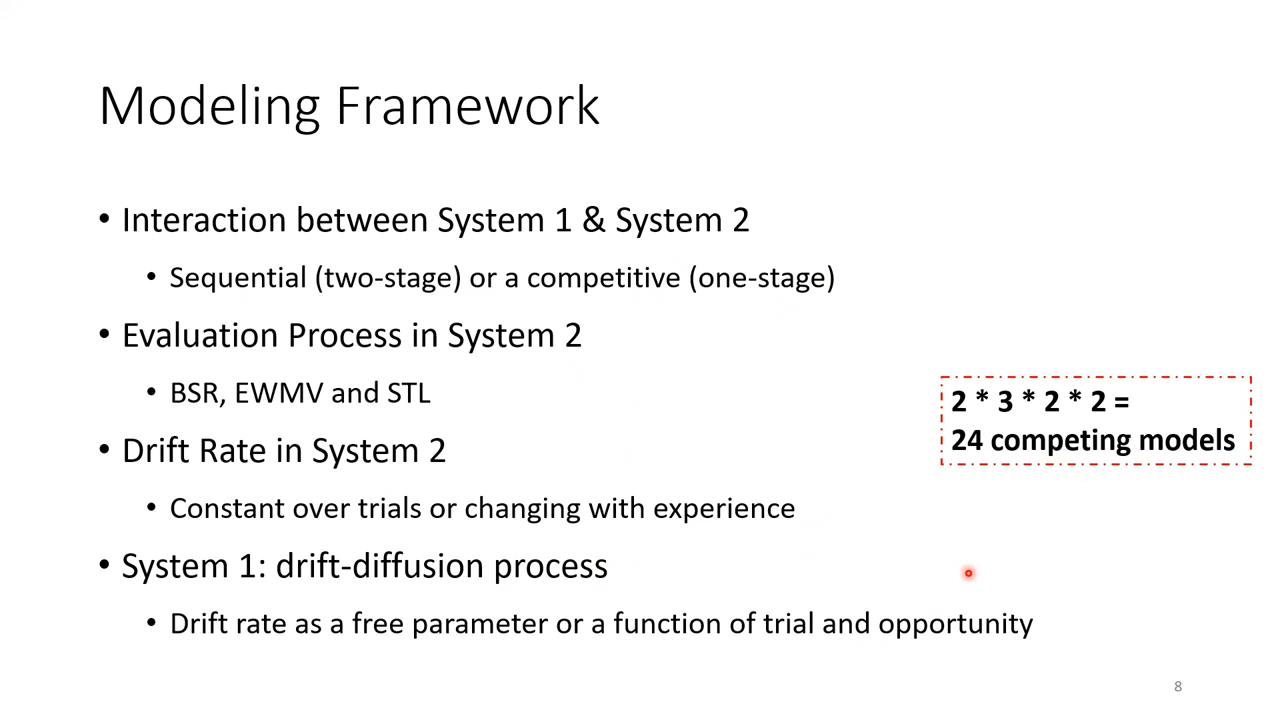 Modeling Framework
• Interaction between System 1 & System 2
• Sequential (two-stage) or a competitive (one-stage)
• Evaluation Process in System 2
• BSR, EWMV and STL
2 * 3 * 2 * 2 =
24 competing models
• Drift Rate in System 2
• Constant over trials or changing with experience
• System 1: drift-diffusion process
• Drift rate as a free parameter or a function of trial and opportunity
8